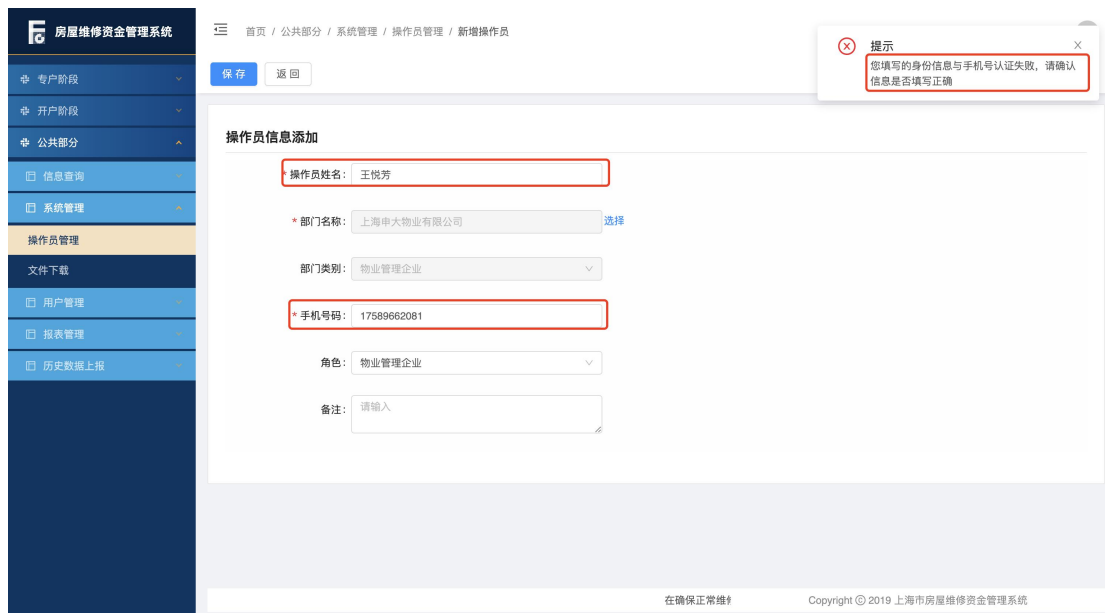 房屋维修资金管理系统
首页 / 公共部分 / 系统管理 / 操作员管理 / 新增操作员
提示
您填写的身份信息与手机号认证失败，请确认
信息是否填写正确
保存
返回
专户阶段
开户阶段
公共部分
信息查询
系统管理
操作员管理
文件下载
用户管理
报表管理
历史数据上报
操作员信息添加
* 操作员姓名： 王悦芳
* 部门名称： 上海申大物业有限公司 选择
部门类别： 物业管理企业
* 手机号码： 17589662081
角色： 物业管理企业
备注： 请输入
在确保正常维
Copyright © 2019 上海市房屋维修资金管理系统